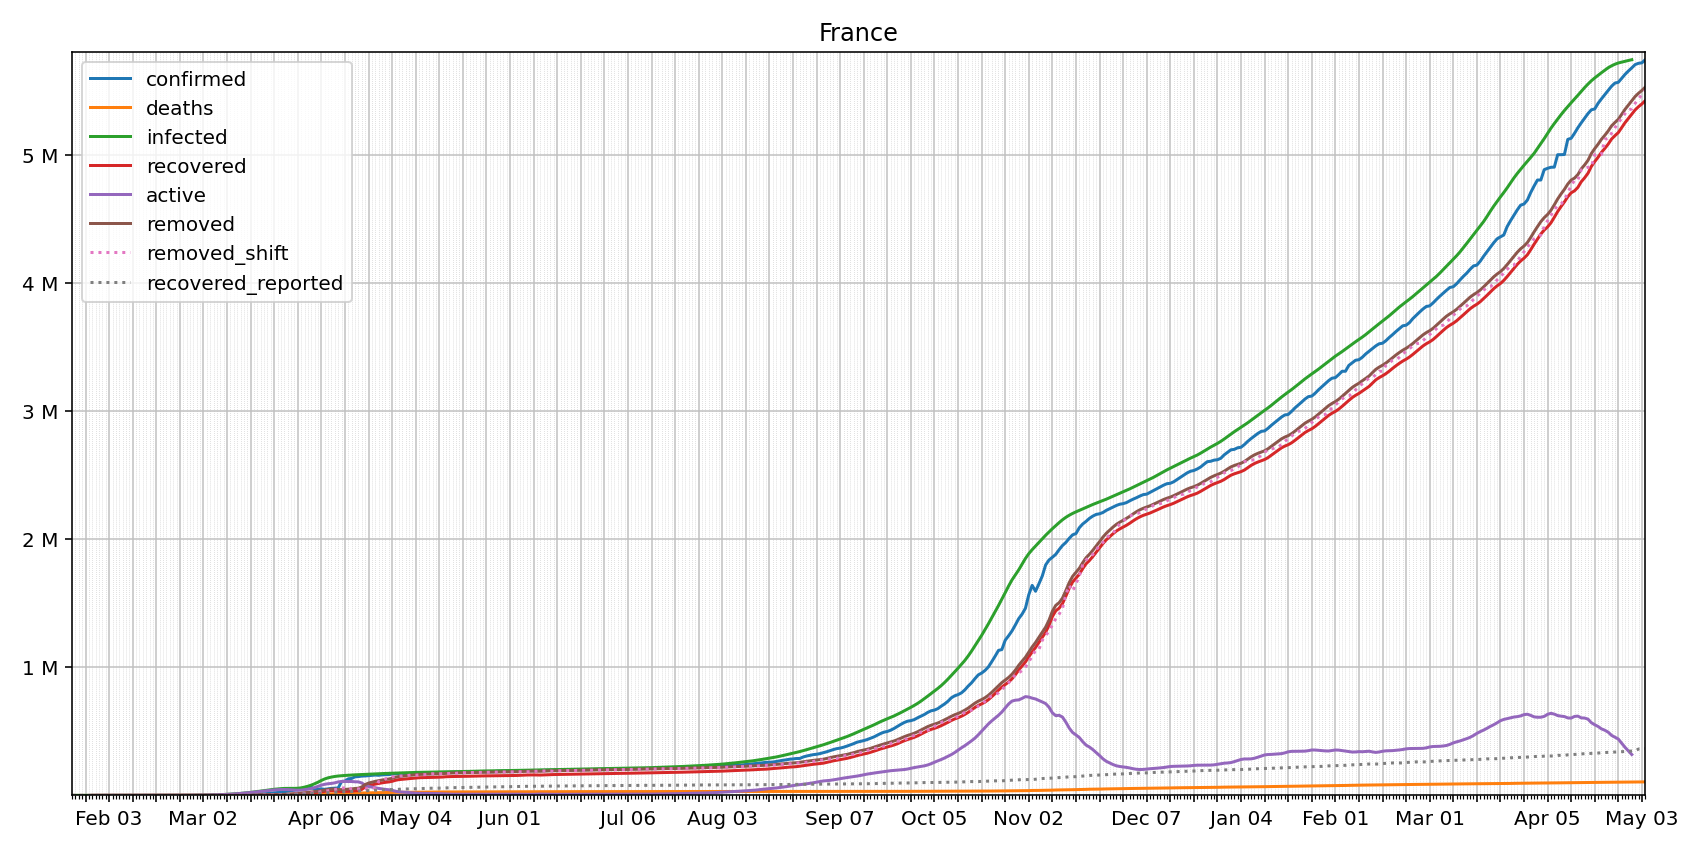 France
confirmed
deaths
infected
recovered
active
removed
removed_shift
recovered_reported
5 M
4 M
3 M
2 M
1 M
Feb 03 Mar 02 Apr 06 May 04 Jun 01 Jul 06 Aug 03 Sep 07 Oct 05 Nov 02 Dec 07 Jan 04 Feb 01 Mar 01 Apr 05 May 03